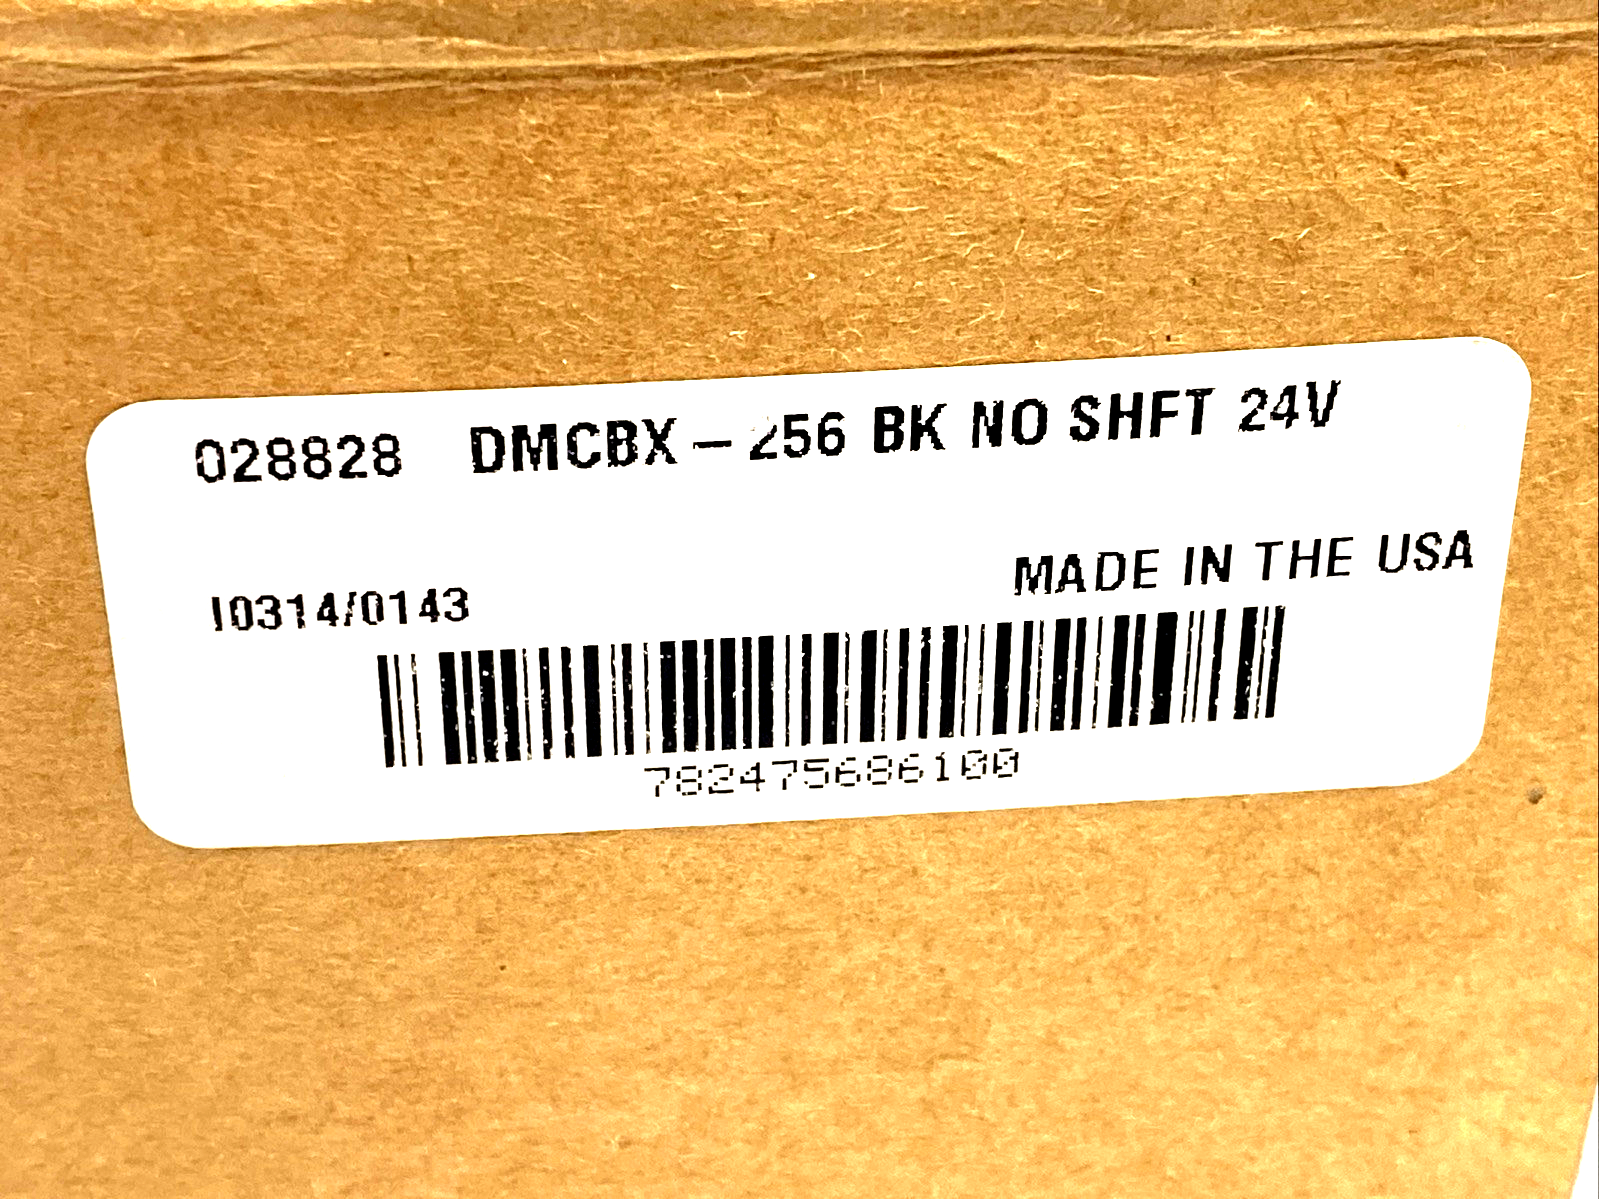 028828 DMCBX-256 BK NO SHFT 24V
MADE IN THE USA
I0314/0143
782475686100